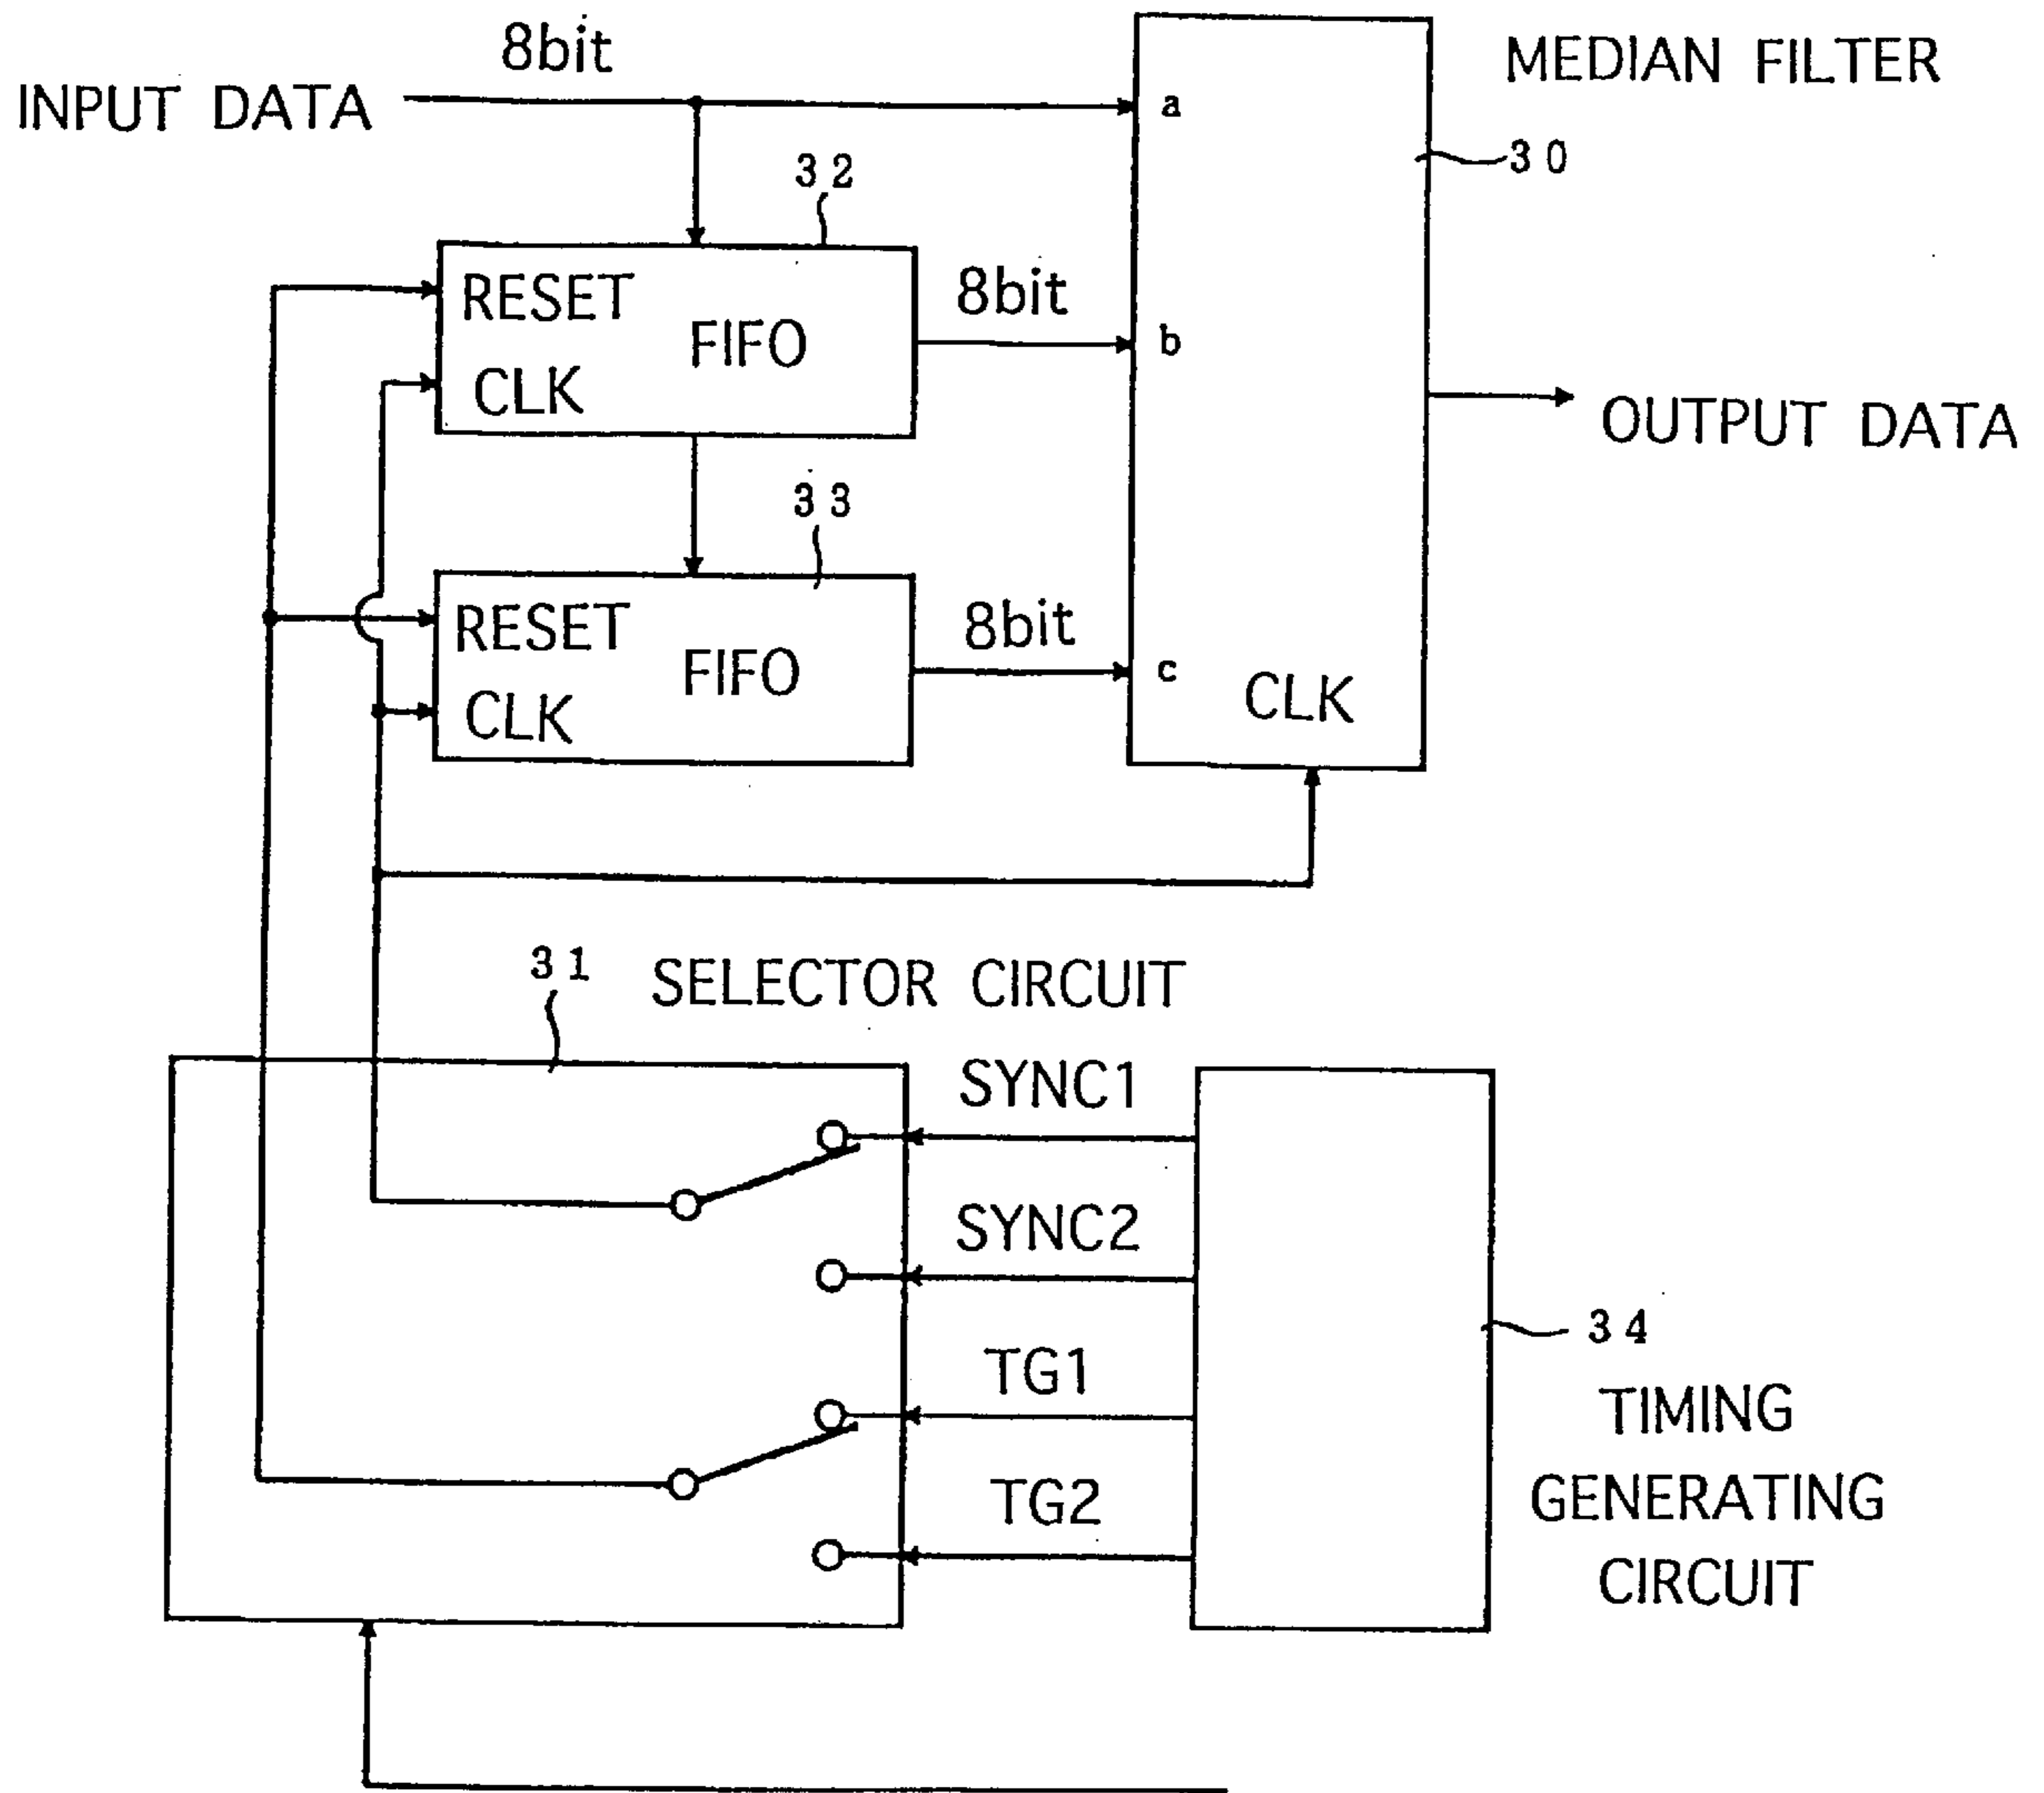 8bit
MEDIAN FILTER
INPUT DATA
a
32
30
RESET
8bit
FIFO
b
CLK
OUTPUT DATA
33
RESET
8bit
FIFO
c
CLK
CLK
31
SELECTOR CIRCUIT
SYNC1
SYNC2
34
TG1
TIMING
GENERATING
CIRCUIT
TG2